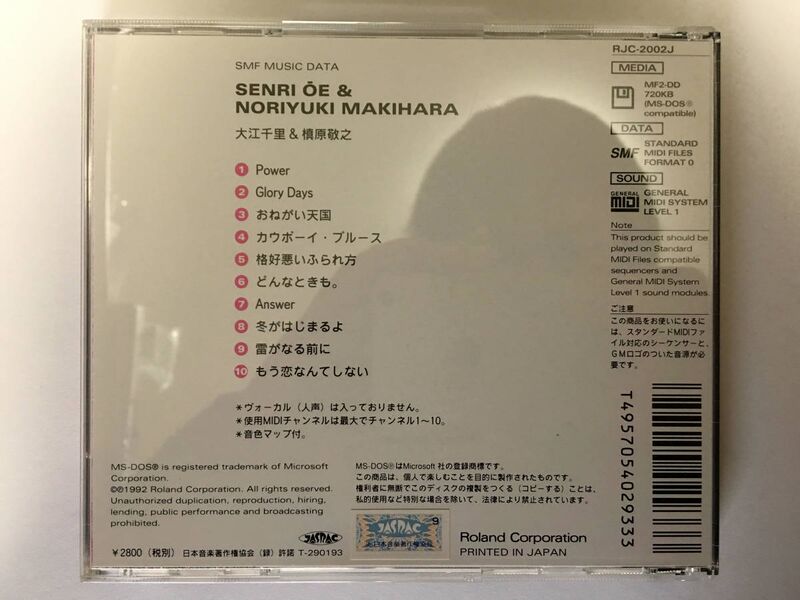 SMF MUSIC DATA
SENRI ŌE &
NORIYUKI MAKIHARA
大江千里 & 槇原敬之
1 Power
2 Glory Days
3 おねがい天国
4 カウボーイ・ブルース
5 格好悪いふられ方
6 どんなときも。
7 Answer
8 冬がはじまるよ
9 雷がなる前に
10 もう恋なんてしない
*ヴォーカル（人声）は入っておりません。
*使用MIDIチャンネルは最大でチャンネル1〜10。
*音色マップ付。
RJC-2002J
MEDIA
MF2-DD
720KB
(MS-DOS®
compatible)
DATA
SMF STANDARD
MIDI FILES
FORMAT 0
SOUND
GENERAL MIDI
GENERAL
MIDI SYSTEM
LEVEL 1
Note
This product should be
played on Standard
MIDI Files compatible
sequencers and
General MIDI System
Level 1 sound modules.
ご注意
この商品をお使いになるに
は、スタンダードMIDIファ
イル対応のシーケンサーと、
GMロゴのついた音源が必
要です。
T4957054029333
MS-DOS® is registered trademark of Microsoft
Corporation.
©℗1992 Roland Corporation. All rights reserved.
Unauthorized duplication, reproduction, hiring,
lending, public performance and broadcasting
prohibited.
MS-DOS®はMicrosoft 社の登録商標です。
この商品は、個人で楽しむことを目的に製作されたものです。
権利者に無断でこのディスクの複製をつくる（コピーする）ことは、
私的使用など特別な場合を除いて、法律により禁示されています。
¥2800（税別）
JASRAC
日本音楽著作権協会（録）許諾 T-290193
9
JASRAC
Roland Corporation
PRINTED IN JAPAN